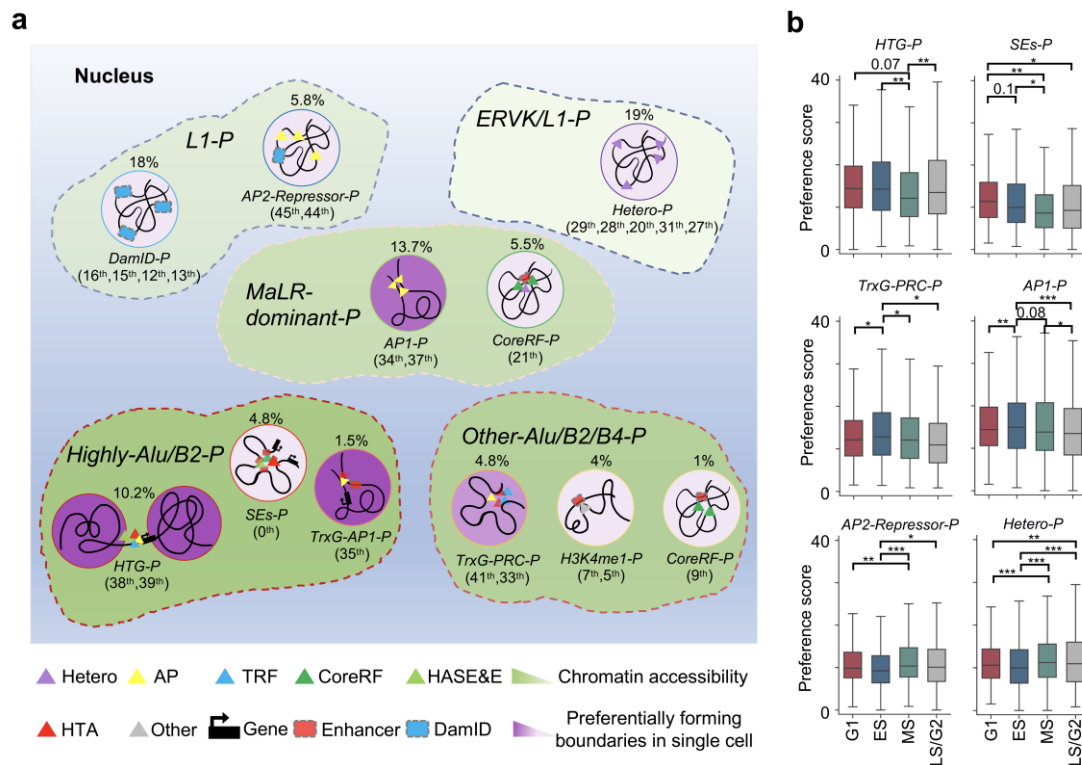 a
Nucleus
L1-P
18%
DamID-P
(16th,15th,12th,13th)
5.8%
AP2-Repressor-P
(45th,44th)
ERVK/L1-P
19%
Hetero-P
(29th,28th,20th,31th,27th)
MaLR-
dominant-P
13.7%
AP1-P
(34th,37th)
5.5%
CoreRF-P
(21th)
Highly-Alu/B2-P
10.2%
HTG-P
(38th,39th)
4.8%
SEs-P
(0th)
1.5%
TrxG-AP1-P
(35th)
Other-Alu/B2/B4-P
4.8%
TrxG-PRC-P
(41th,33th)
4%
H3K4me1-P
(7th,5th)
1%
CoreRF-P
(9th)
Hetero AP TRF CoreRF HASE&E Chromatin accessibility
HTA Other Gene Enhancer DamID Preferentially forming
boundaries in single cell
b
HTG-P
Preference score
40
0
0.07
**
**
SEs-P
*
**
0.1
*
TrxG-PRC-P
Preference score
40
0
*
*
*
AP1-P
***
0.08
**
*
AP2-Repressor-P
Preference score
40
0
*
***
**
G1
ES
MS
LS/G2
Hetero-P
**
***
***
***
G1
ES
MS
LS/G2